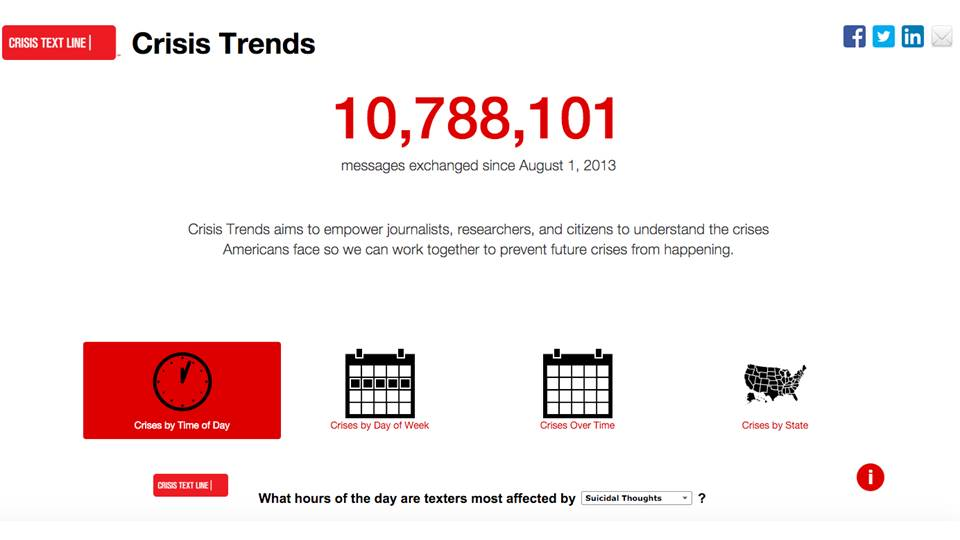 CRISIS TEXT LINE |
Crisis Trends
10,788,101
messages exchanged since August 1, 2013
Crisis Trends aims to empower journalists, researchers, and citizens to understand the crises
Americans face so we can work together to prevent future crises from happening.
Crises by Time of Day
Crises by Day of Week
Crises Over Time
Crises by State
CRISIS TEXT LINE |
What hours of the day are texters most affected by Suicidal Thoughts ?